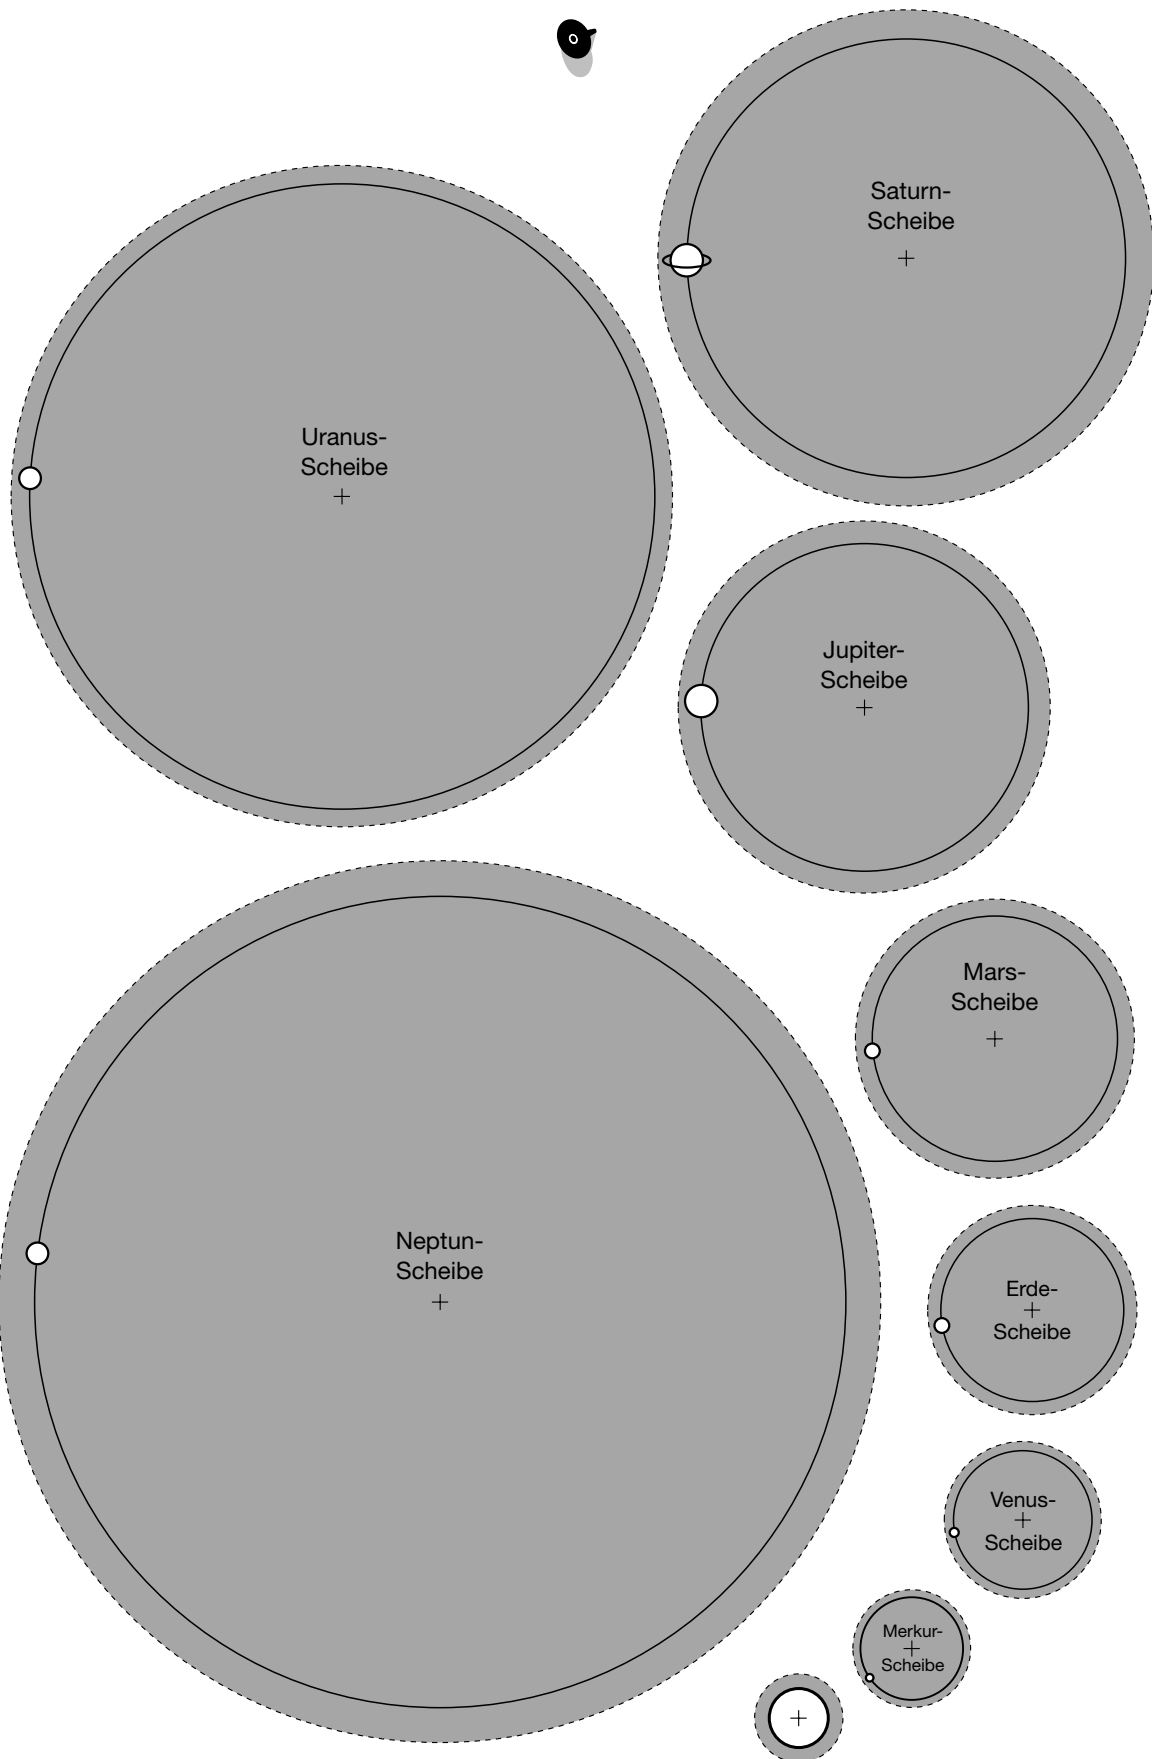 Saturn-
Scheibe
Uranus-
Scheibe
Jupiter-
Scheibe
Mars-
Scheibe
Neptun-
Scheibe
Erde-
Scheibe
Venus-
Scheibe
Merkur-
Scheibe